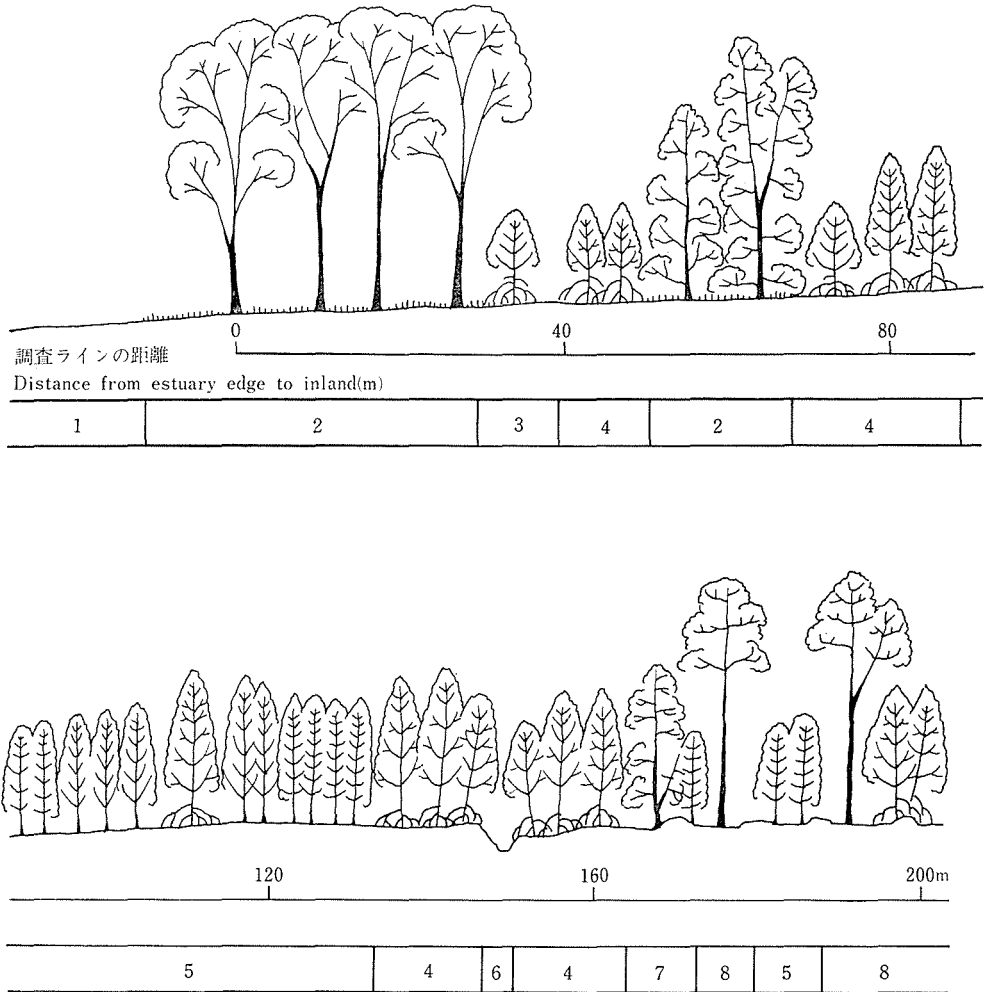 0 40 80
調査ラインの距離
Distance from estuary edge to inland(m)
1 2 3 4 2 4
120 160 200m
5 4 6 4 7 8 5 8